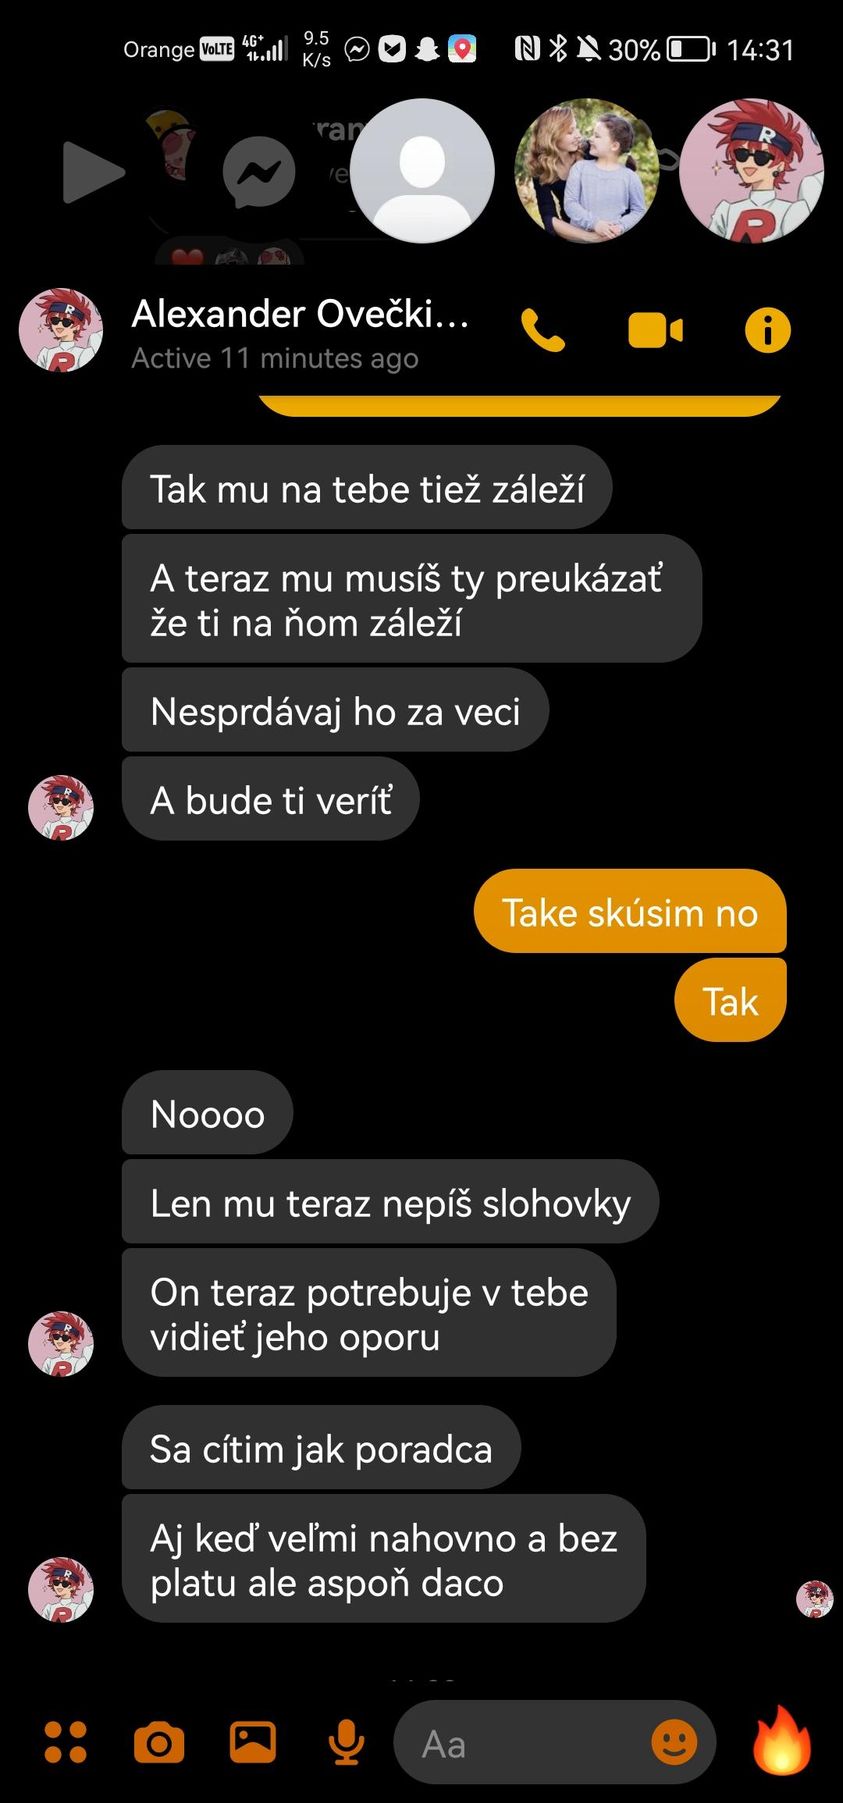 Orange VoLTE 4G+ 9.5 K/s 30% 14:31
Alexander Ovečki...
Active 11 minutes ago
Tak mu na tebe tiež záleží
A teraz mu musíš ty preukázať
že ti na ňom záleží
Nesprdávaj ho za veci
A bude ti veríť
Take skúsim no
Tak
Noooo
Len mu teraz nepíš slohovky
On teraz potrebuje v tebe
vidieť jeho oporu
Sa cítim jak poradca
Aj keď veľmi nahovno a bez
platu ale aspoň daco
Aa